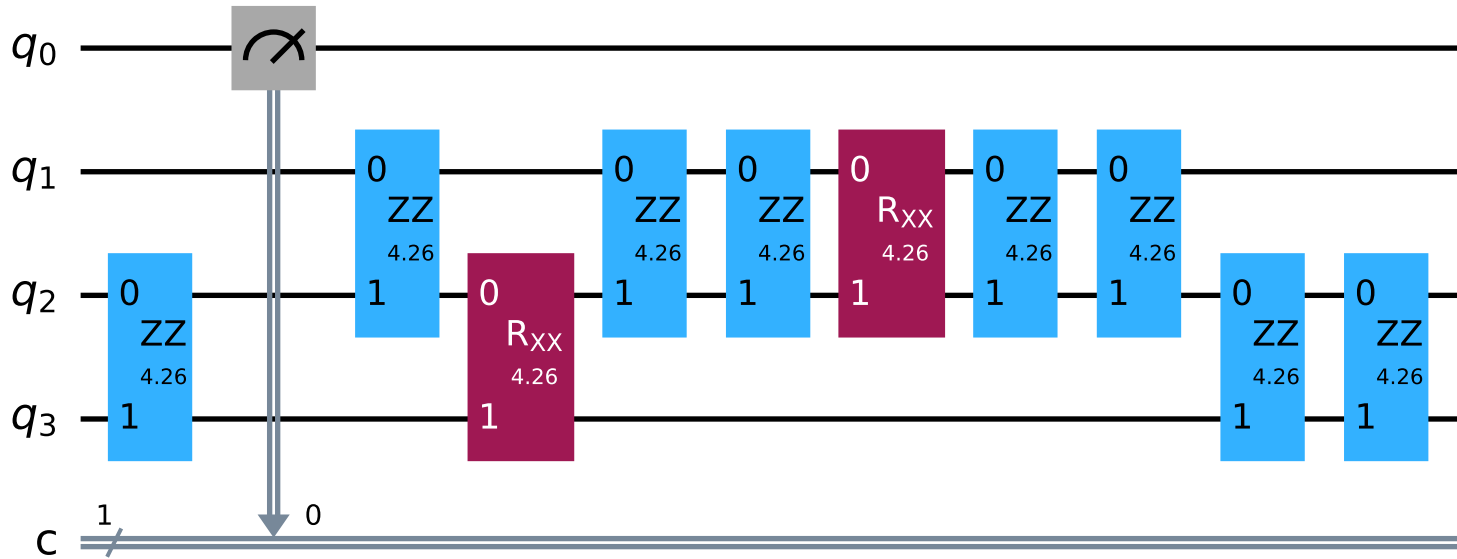 q0
q1 0 0 0 0 0 0
ZZ ZZ ZZ RXX ZZ ZZ
4.26 4.26 4.26 4.26 4.26 4.26
q2 0 1 0 1 1 1 1 1 0 0
ZZ RXX ZZ ZZ
4.26 4.26 4.26 4.26
q3 1 1 1 1
1 0
c